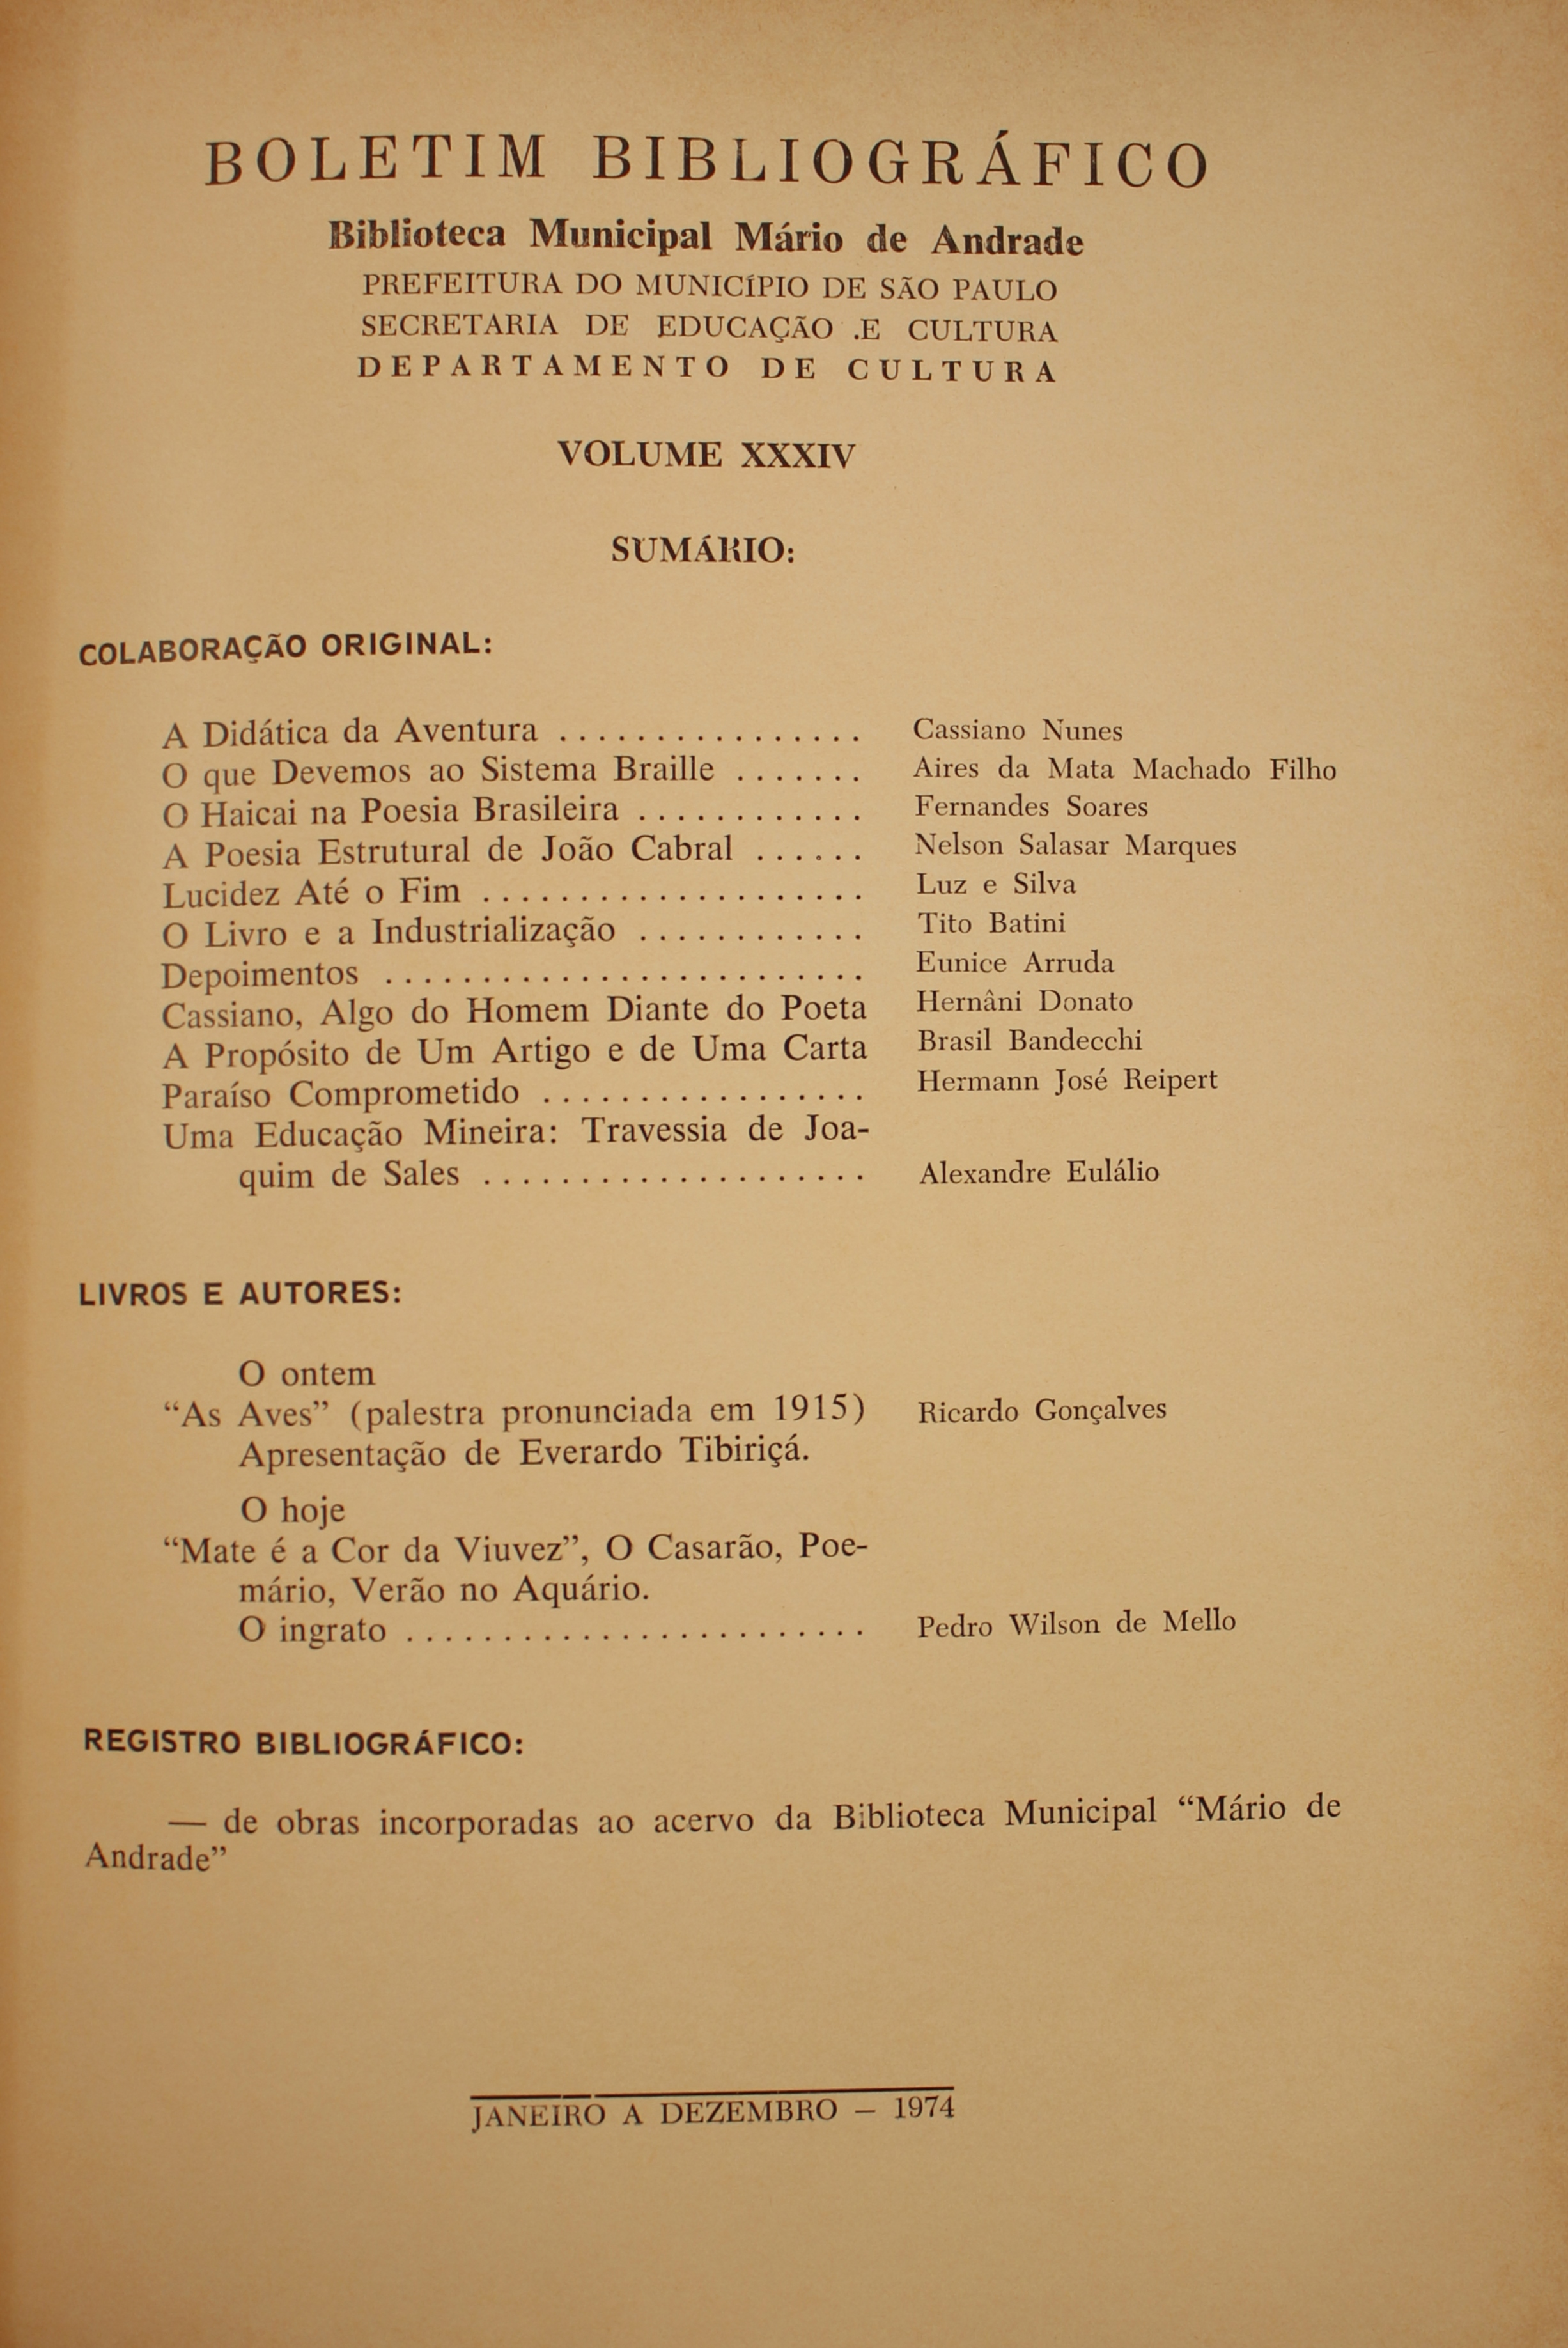 BOLETIM BIBLIOGRÁFICO
Biblioteca Municipal Mário de Andrade
PREFEITURA DO MUNICÍPIO DE SÃO PAULO
SECRETARIA DE EDUCAÇÃO .E CULTURA
DEPARTAMENTO DE CULTURA
VOLUME XXXIV
SUMÁRIO:
COLABORAÇÃO ORIGINAL:
A Didática da Aventura ................ Cassiano Nunes
O que Devemos ao Sistema Braille ....... Aires da Mata Machado Filho
O Haicai na Poesia Brasileira ............ Fernandes Soares
A Poesia Estrutural de João Cabral ...... Nelson Salasar Marques
Lucidez Até o Fim .................... Luz e Silva
O Livro e a Industrialização ............ Tito Batini
Depoimentos ......................... Eunice Arruda
Cassiano, Algo do Homem Diante do Poeta Hernâni Donato
A Propósito de Um Artigo e de Uma Carta Brasil Bandecchi
Paraíso Comprometido ................. Hermann José Reipert
Uma Educação Mineira: Travessia de Joa-
quim de Sales .................... Alexandre Eulálio
LIVROS E AUTORES:
O ontem
“As Aves” (palestra pronunciada em 1915) Ricardo Gonçalves
Apresentação de Everardo Tibiriçá.
O hoje
“Mate é a Cor da Viuvez”, O Casarão, Poe-
mário, Verão no Aquário.
O ingrato ........................ Pedro Wilson de Mello
REGISTRO BIBLIOGRÁFICO:
— de obras incorporadas ao acervo da Biblioteca Municipal “Mário de
Andrade”
JANEIRO A DEZEMBRO – 1974